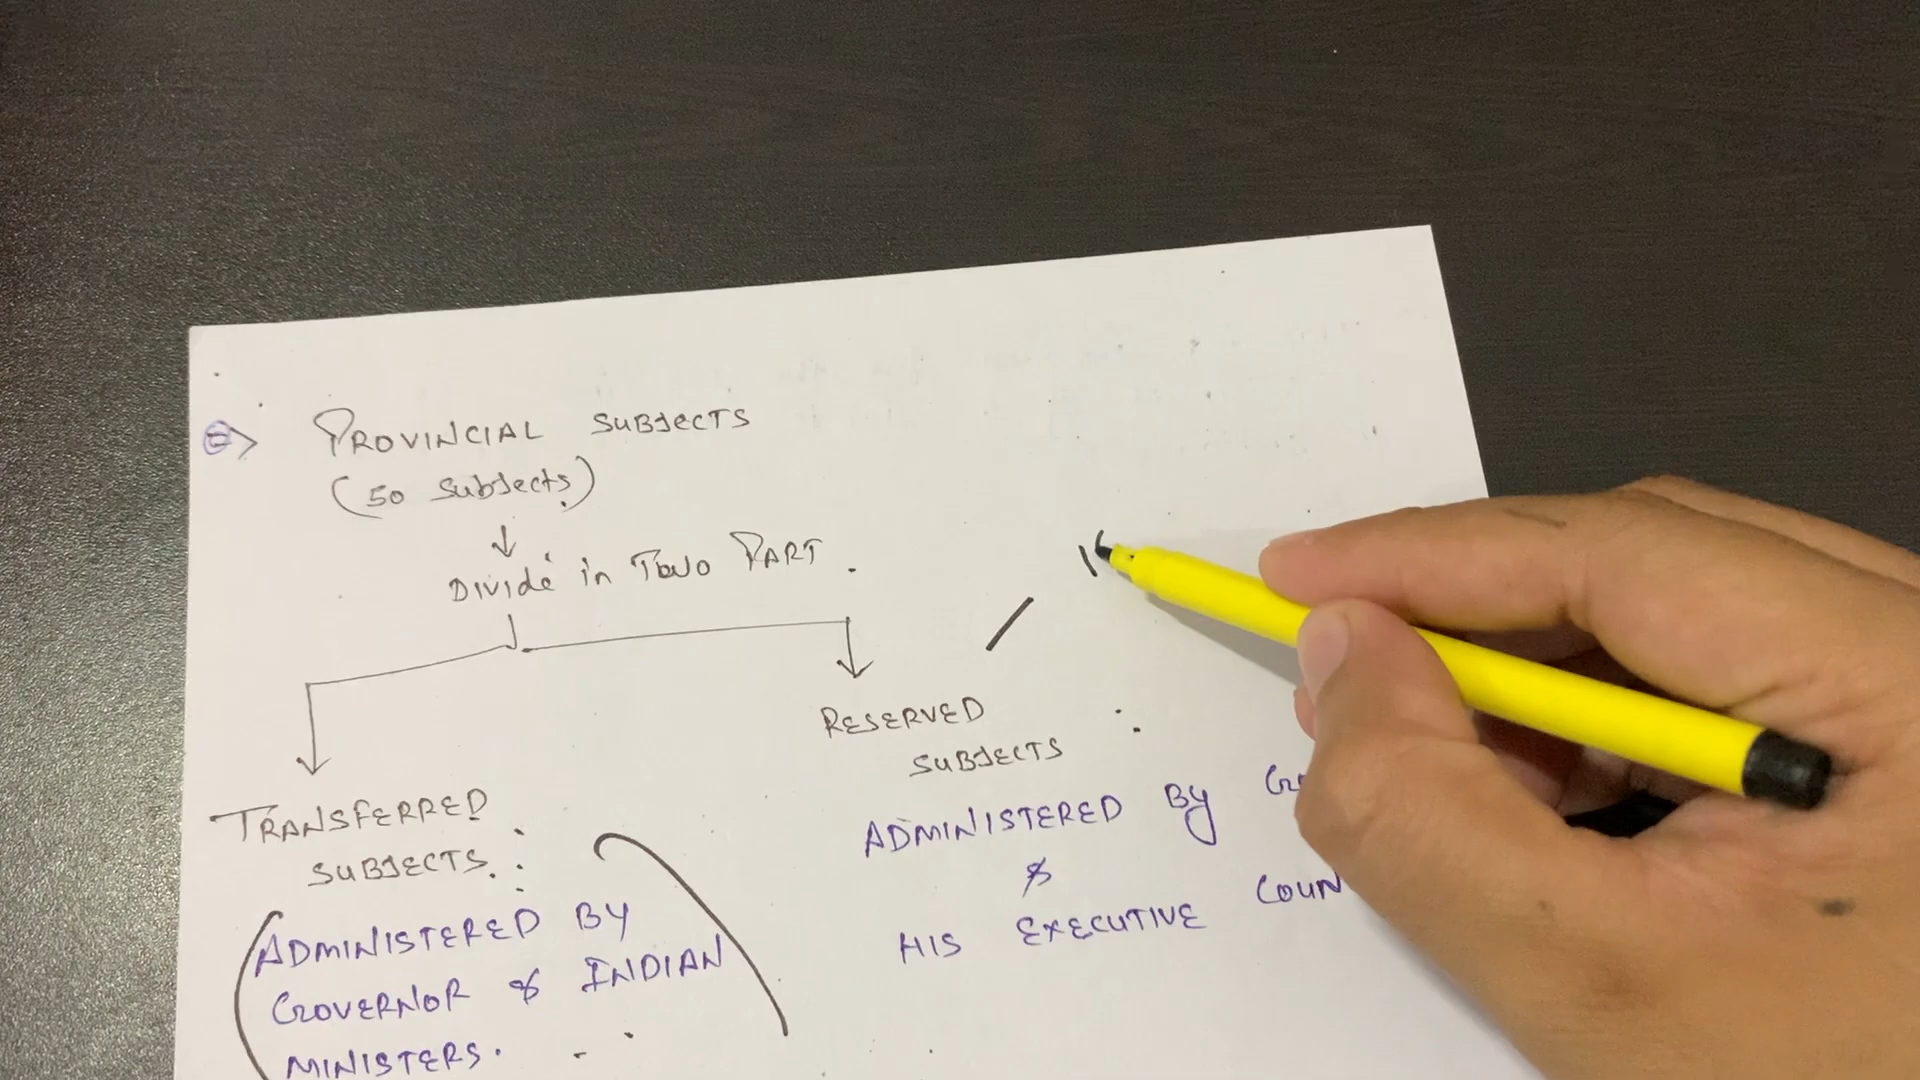 PROVINCIAL SUBJECTS
(50 Subjects)
Divide in Two PART.
RESERVED
SUBJECTS :
ADMINISTERED BY
&
HIS EXECUTIVE
TRANSFERRED
SUBJECTS. :
ADMINISTERED BY
GOVERNOR & INDIAN
MINISTERS.